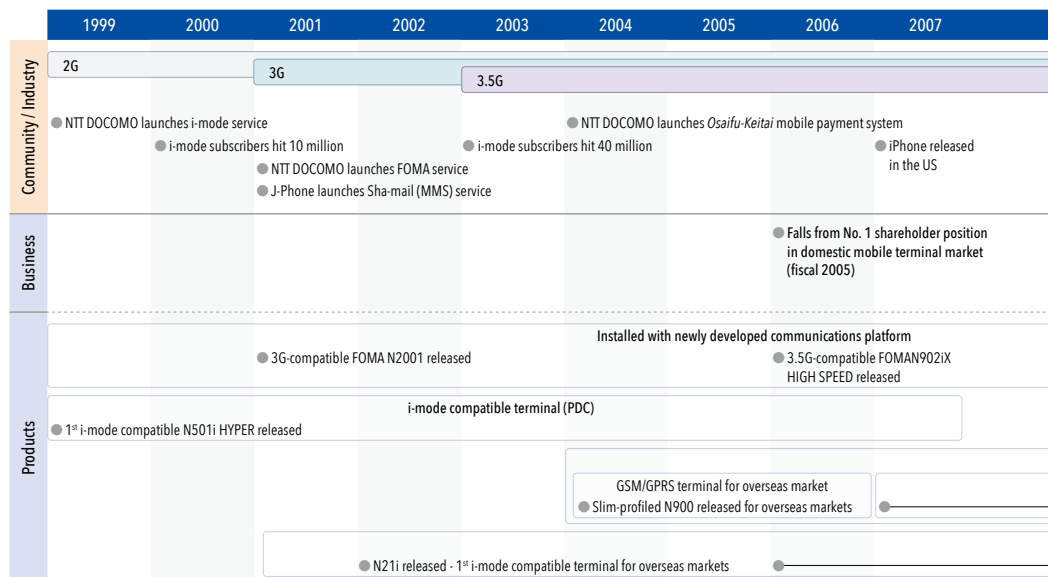 1999 2000 2001 2002 2003 2004 2005 2006 2007
Community / Industry
2G
3G
3.5G
NTT DOCOMO launches i-mode service
NTT DOCOMO launches Osaifu-Keitai mobile payment system
i-mode subscribers hit 10 million
i-mode subscribers hit 40 million
iPhone released
in the US
NTT DOCOMO launches FOMA service
J-Phone launches Sha-mail (MMS) service
Business
Falls from No. 1 shareholder position
in domestic mobile terminal market
(fiscal 2005)
Products
Installed with newly developed communications platform
3G-compatible FOMA N2001 released
3.5G-compatible FOMAN902iX
HIGH SPEED released
i-mode compatible terminal (PDC)
1st i-mode compatible N501i HYPER released
GSM/GPRS terminal for overseas market
Slim-profiled N900 released for overseas markets
N21i released - 1st i-mode compatible terminal for overseas markets